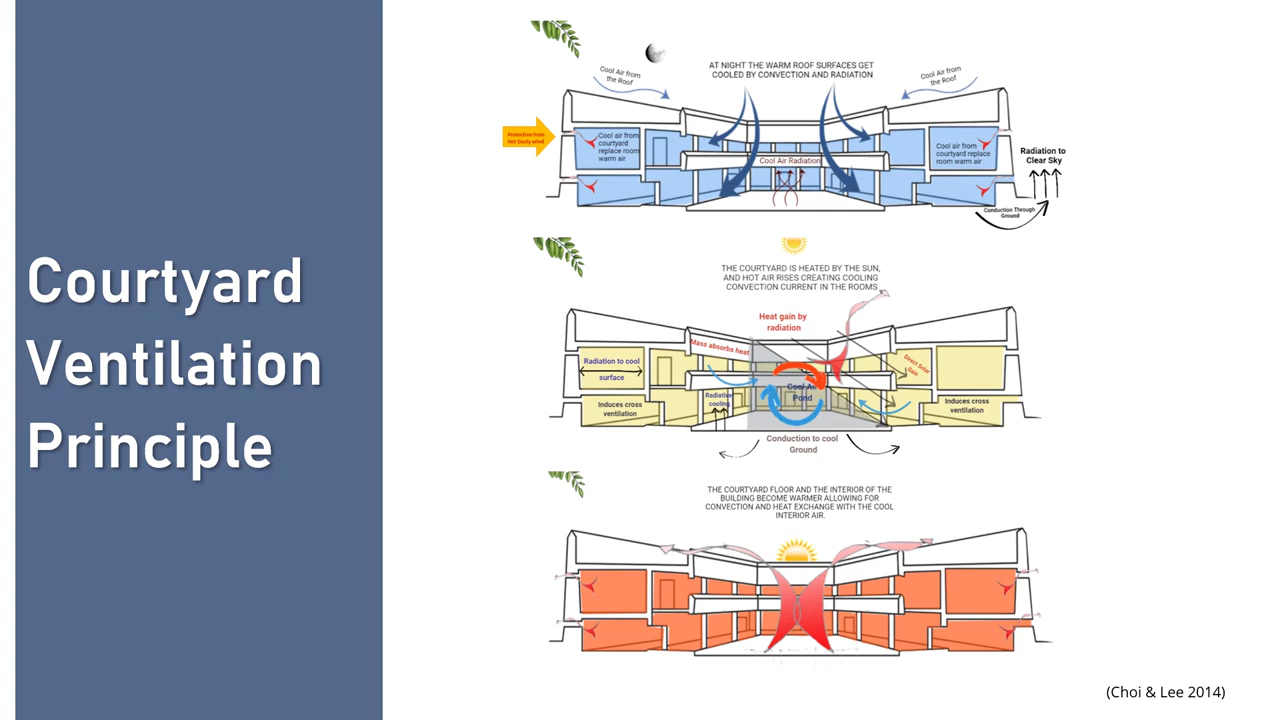 Courtyard
Ventilation
Principle
AT NIGHT THE WARM ROOF SURFACES GET
COOLED BY CONVECTION AND RADIATION
Cool Air from
the Roof
Cool Air from
the Roof
Protection from
Hot Dusty wind
Cool air from
courtyard
replace room
warm air
Cool Air Radiation
Cool air from
courtyard replace
room warm air
Radiation to
Clear Sky
Conduction Through
Ground
THE COURTYARD IS HEATED BY THE SUN,
AND HOT AIR RISES CREATING COOLING
CONVECTION CURRENT IN THE ROOMS
Heat gain by
radiation
Mass absorbs heat
Radiation to cool
surface
Direct Solar
Gain
Cool Air
Pond
Radiative
cooling
Induces cross
ventilation
Induces cross
ventilation
Conduction to cool
Ground
THE COURTYARD FLOOR AND THE INTERIOR OF THE
BUILDING BECOME WARMER ALLOWING FOR
CONVECTION AND HEAT EXCHANGE WITH THE COOL
INTERIOR AIR.
(Choi & Lee 2014)